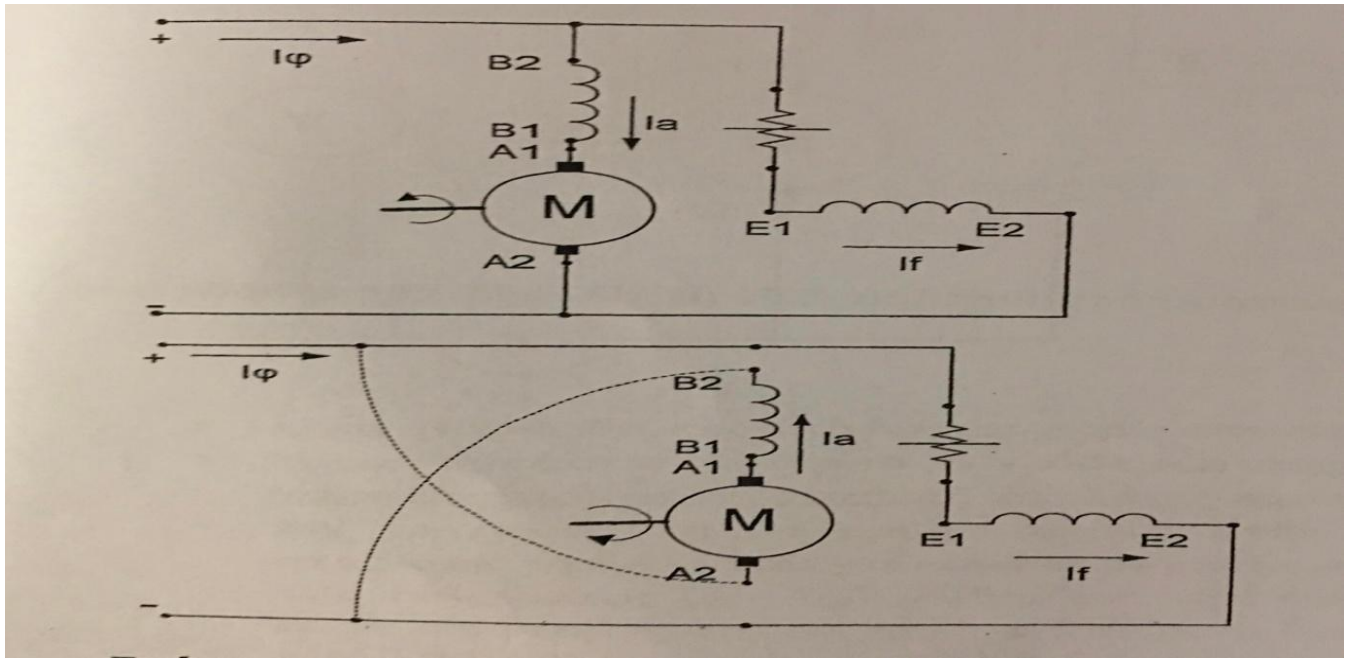 +
Iφ
B2
Ia
B1
A1
M
E1
E2
A2
If
−
+
Iφ
B2
B1
Ia
A1
M
E1
E2
A2
If
−